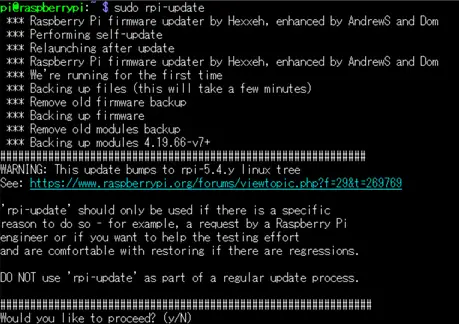 pi@raspberrypi:~ $ sudo rpi-update
*** Raspberry Pi firmware updater by Hexxeh, enhanced by AndrewS and Dom
*** Performing self-update
*** Relaunching after update
*** Raspberry Pi firmware updater by Hexxeh, enhanced by AndrewS and Dom
*** We're running for the first time
*** Backing up files (this will take a few minutes)
*** Remove old firmware backup
*** Backing up firmware
*** Remove old modules backup
*** Backing up modules 4.19.66-v7+
#############################################################
WARNING: This update bumps to rpi-5.4.y linux tree
See: https://www.raspberrypi.org/forums/viewtopic.php?f=29&t=269769
'rpi-update' should only be used if there is a specific
reason to do so - for example, a request by a Raspberry Pi
engineer or if you want to help the testing effort
and are comfortable with restoring if there are regressions.
DO NOT use 'rpi-update' as part of a regular update process.
##############################################################
Would you like to proceed? (y/N)